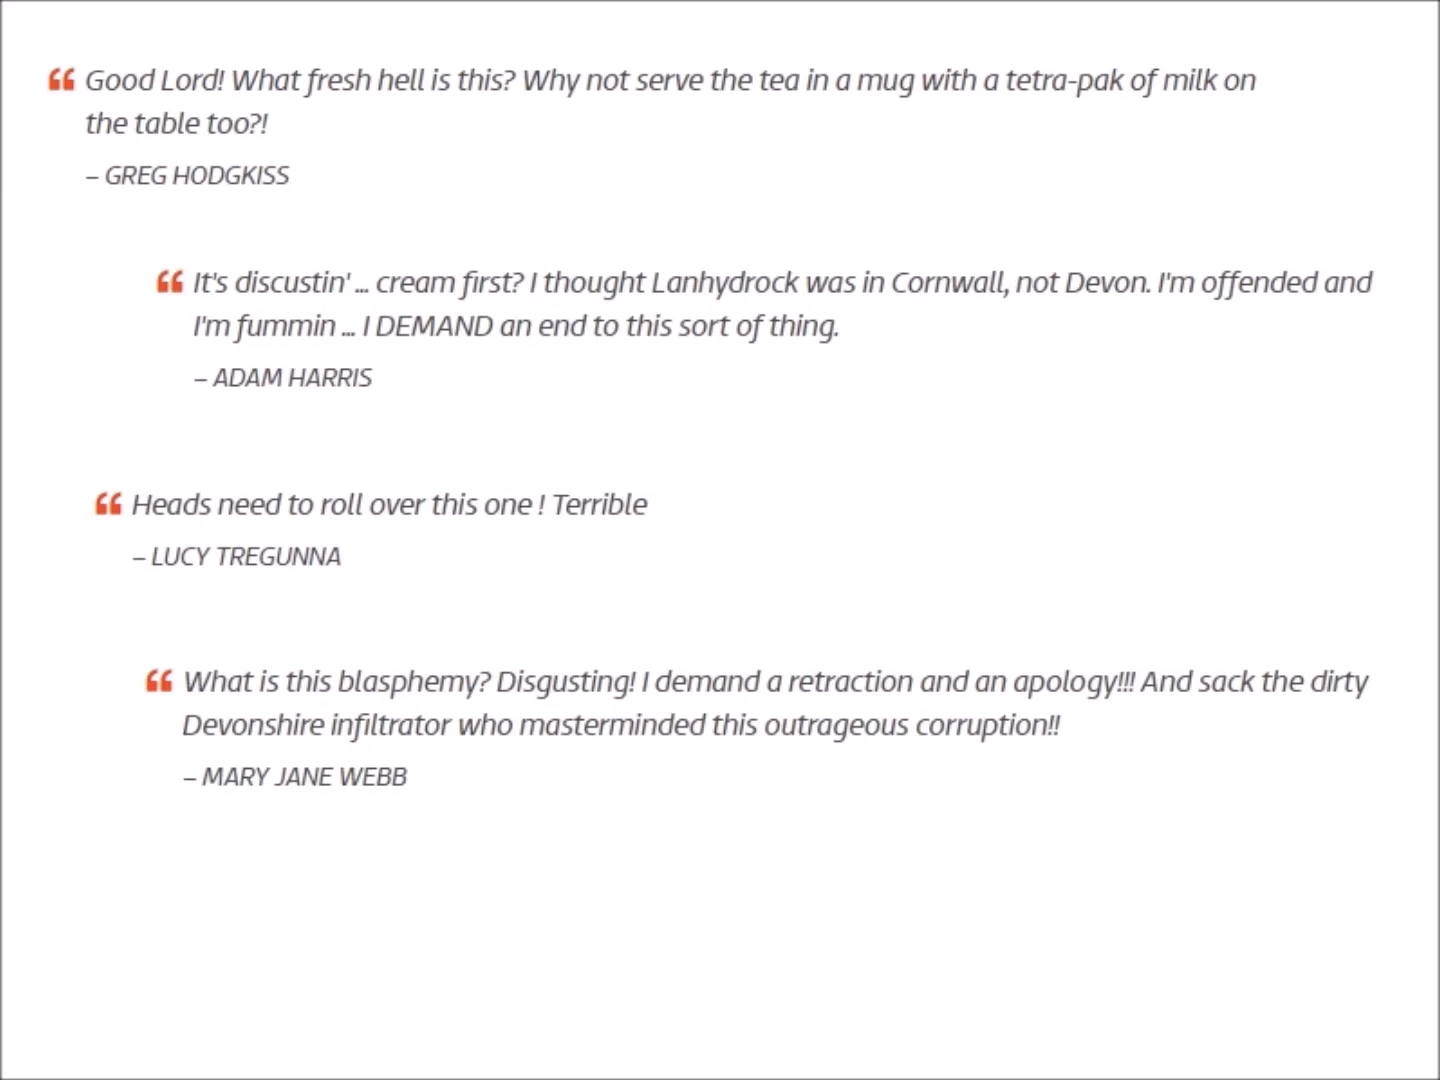 “ Good Lord! What fresh hell is this? Why not serve the tea in a mug with a tetra-pak of milk on
the table too?!
– GREG HODGKISS
“ It's discustin' ... cream first? I thought Lanhydrock was in Cornwall, not Devon. I'm offended and
I'm fummin ... I DEMAND an end to this sort of thing.
– ADAM HARRIS
“ Heads need to roll over this one ! Terrible
– LUCY TREGUNNA
“ What is this blasphemy? Disgusting! I demand a retraction and an apology!!! And sack the dirty
Devonshire infiltrator who masterminded this outrageous corruption!!
– MARY JANE WEBB